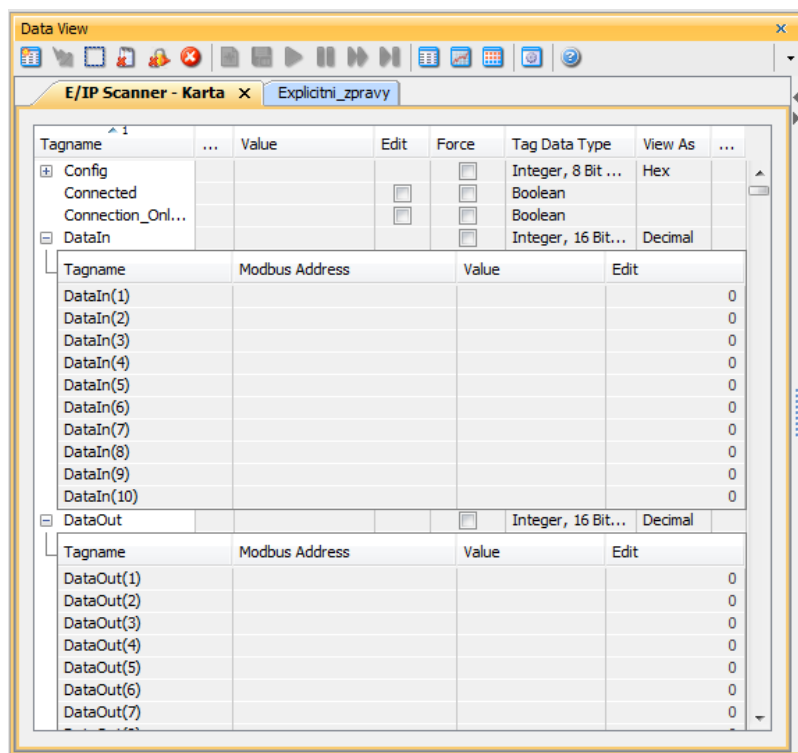 Data View
E/IP Scanner - Karta Explicitni_zpravy
1
Tagname ... Value Edit Force Tag Data Type View As ...
Config Integer, 8 Bit ... Hex
Connected Boolean
Connection_Onl... Boolean
DataIn Integer, 16 Bit... Decimal
Tagname Modbus Address Value Edit
DataIn(1) 0
DataIn(2) 0
DataIn(3) 0
DataIn(4) 0
DataIn(5) 0
DataIn(6) 0
DataIn(7) 0
DataIn(8) 0
DataIn(9) 0
DataIn(10) 0
DataOut Integer, 16 Bit... Decimal
Tagname Modbus Address Value Edit
DataOut(1) 0
DataOut(2) 0
DataOut(3) 0
DataOut(4) 0
DataOut(5) 0
DataOut(6) 0
DataOut(7) 0